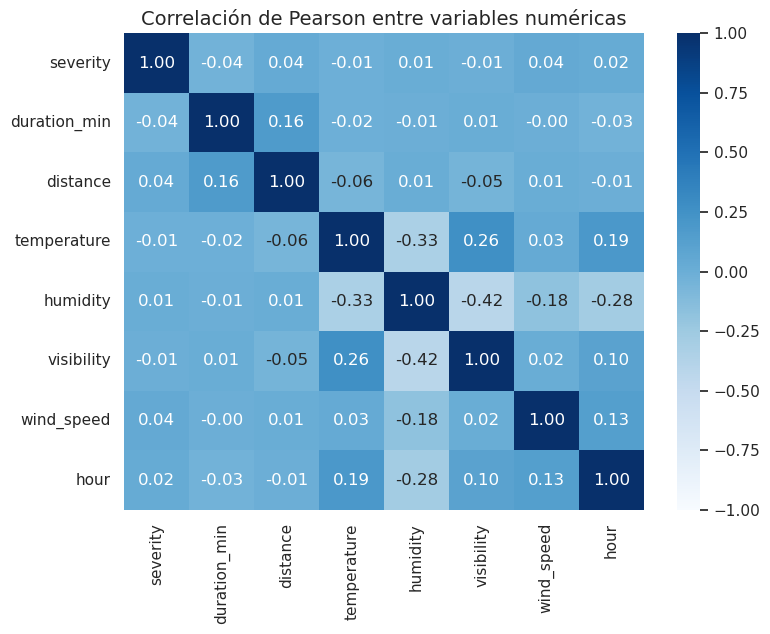 Correlación de Pearson entre variables numéricas
severity 1.00 -0.04 0.04 -0.01 0.01 -0.01 0.04 0.02
duration_min -0.04 1.00 0.16 -0.02 -0.01 0.01 -0.00 -0.03
distance 0.04 0.16 1.00 -0.06 0.01 -0.05 0.01 -0.01
temperature -0.01 -0.02 -0.06 1.00 -0.33 0.26 0.03 0.19
humidity 0.01 -0.01 0.01 -0.33 1.00 -0.42 -0.18 -0.28
visibility -0.01 0.01 -0.05 0.26 -0.42 1.00 0.02 0.10
wind_speed 0.04 -0.00 0.01 0.03 -0.18 0.02 1.00 0.13
hour 0.02 -0.03 -0.01 0.19 -0.28 0.10 0.13 1.00
severity
duration_min
distance
temperature
humidity
visibility
wind_speed
hour
1.00
0.75
0.50
0.25
0.00
−0.25
−0.50
−0.75
−1.00